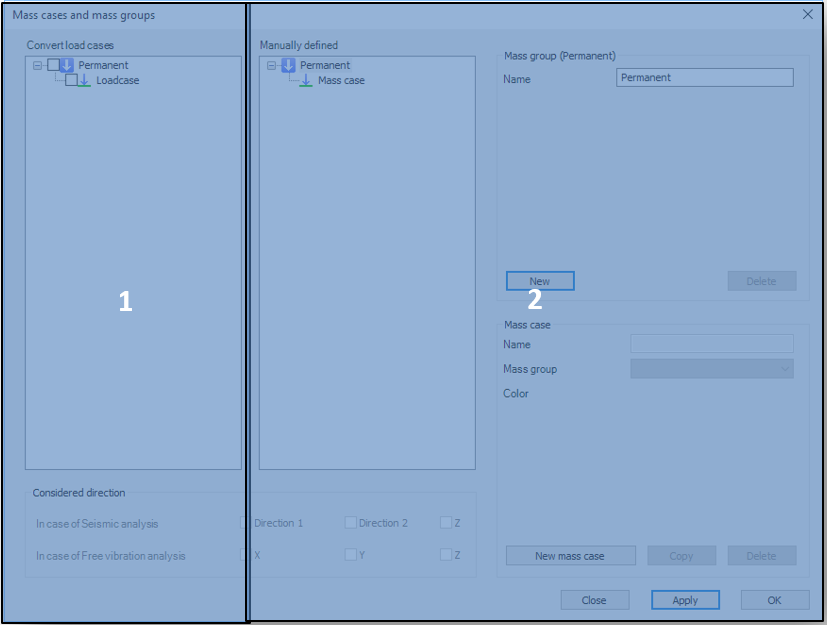 Mass cases and mass groups
Convert load cases
Permanent
Loadcase
1
Manually defined
Permanent
Mass case
Mass group (Permanent)
Name
Permanent
New
Delete
2
Mass case
Name
Mass group
Color
New mass case
Copy
Delete
Considered direction
In case of Seismic analysis
Direction 1
Direction 2
Z
In case of Free vibration analysis
X
Y
Z
Close
Apply
OK